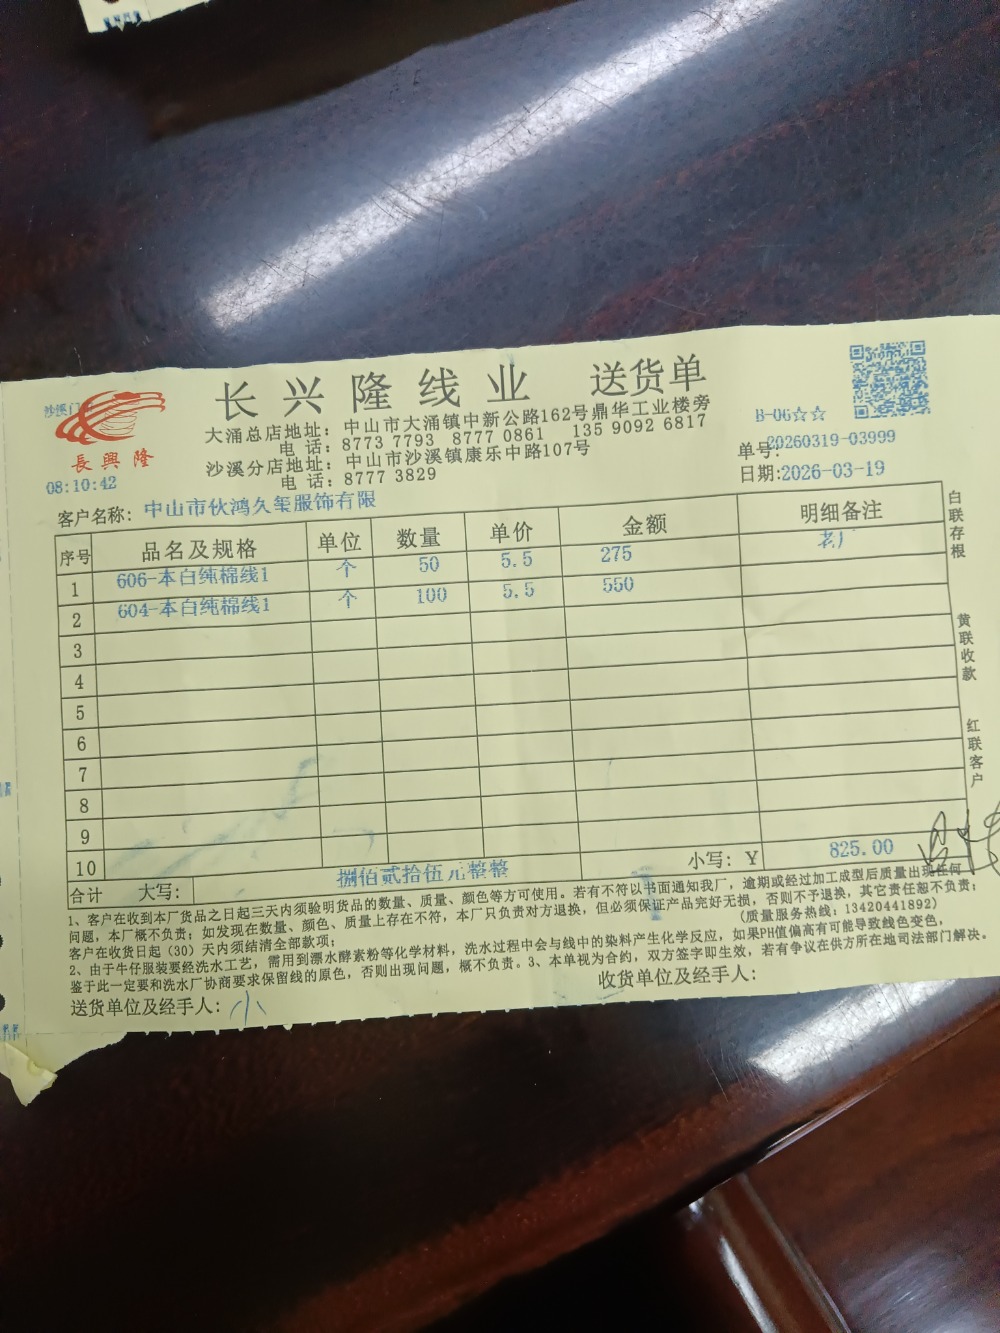 长兴隆线业 送货单
大涌总店地址：中山市大涌镇中新公路162号鼎华工业楼旁
电 话：8773 7793 8777 0861 135 9092 6817
沙溪分店地址：中山市沙溪镇康乐中路107号
电 话：8777 3829
沙溪门
長興隆
08:10:42
B-06☆☆
单号：20260319-03999
日期:2026-03-19
客户名称：中山市伙鸿久玺服饰有限
序号 品名及规格 单位 数量 单价 金额 明细备注
1 606-本白纯棉线1 个 50 5.5 275 老厂
2 604-本白纯棉线1 个 100 5.5 550
3
4
5
6
7
8
9
10
合计 大写：捌佰贰拾伍元整整 小写：Y 825.00
白联存根
黄联收款
红联客户
1、客户在收到本厂货品之日起三天内须验明货品的数量、质量、颜色等方可使用。若有不符以书面通知我厂，逾期或经过加工成型后质量出现任何
问题，本厂概不负责；如发现在数量、颜色、质量上存在不符，本厂只负责对方退换，但必须保证产品完好无损，否则不予退换，其它责任恕不负责；
客户在收货日起（30）天内须结清全部款项； （质量服务热线：13420441892）
2、由于牛仔服装要经洗水工艺，需用到漂水酵素粉等化学材料，洗水过程中会与线中的染料产生化学反应，如果PH值偏高有可能导致线色变色，
鉴于此一定要和洗水厂协商要求保留线的原色，否则出现问题，概不负责。3、本单视为合约，双方签字即生效，若有争议在供方所在地司法部门解决。
送货单位及经手人：小 收货单位及经手人：